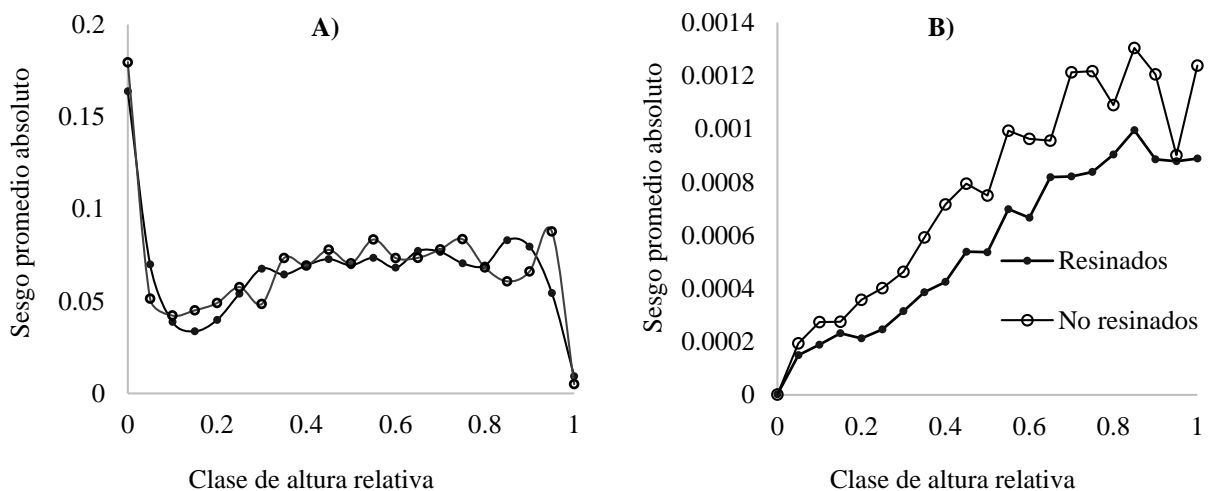 A)
0.2
0.15
0.1
0.05
0
0 0.2 0.4 0.6 0.8 1
Sesgo promedio absoluto
Clase de altura relativa
B)
0.0014
0.0012
0.001
0.0008
0.0006
0.0004
0.0002
0
0 0.2 0.4 0.6 0.8 1
Sesgo promedio absoluto
Clase de altura relativa
Resinados
No resinados